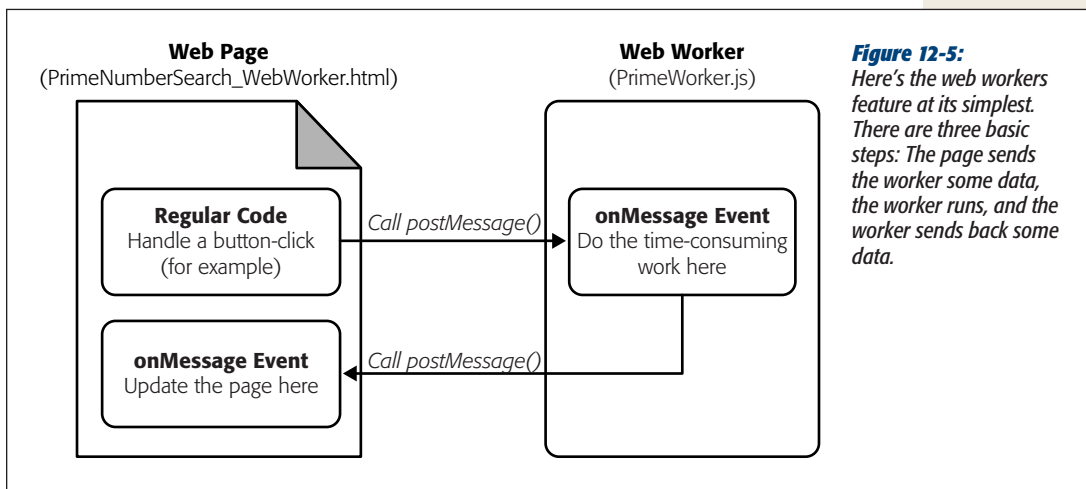 Web Page
(PrimeNumberSearch_WebWorker.html)
Web Worker
(PrimeWorker.js)
Regular Code
Handle a button-click
(for example)
Call postMessage()
onMessage Event
Do the time-consuming
work here
onMessage Event
Update the page here
Call postMessage()
Figure 12-5:
Here’s the web workers
feature at its simplest.
There are three basic
steps: The page sends
the worker some data,
the worker runs, and the
worker sends back some
data.